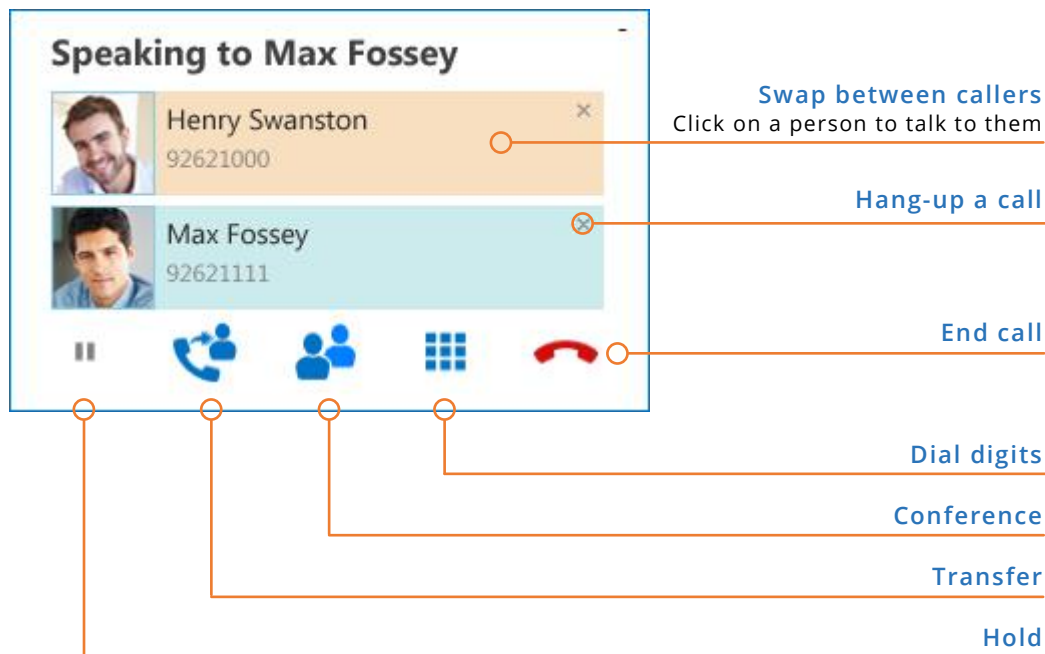 Speaking to Max Fossey
Henry Swanston
92621000
Max Fossey
92621111
Swap between callers
Click on a person to talk to them
Hang-up a call
End call
Dial digits
Conference
Transfer
Hold